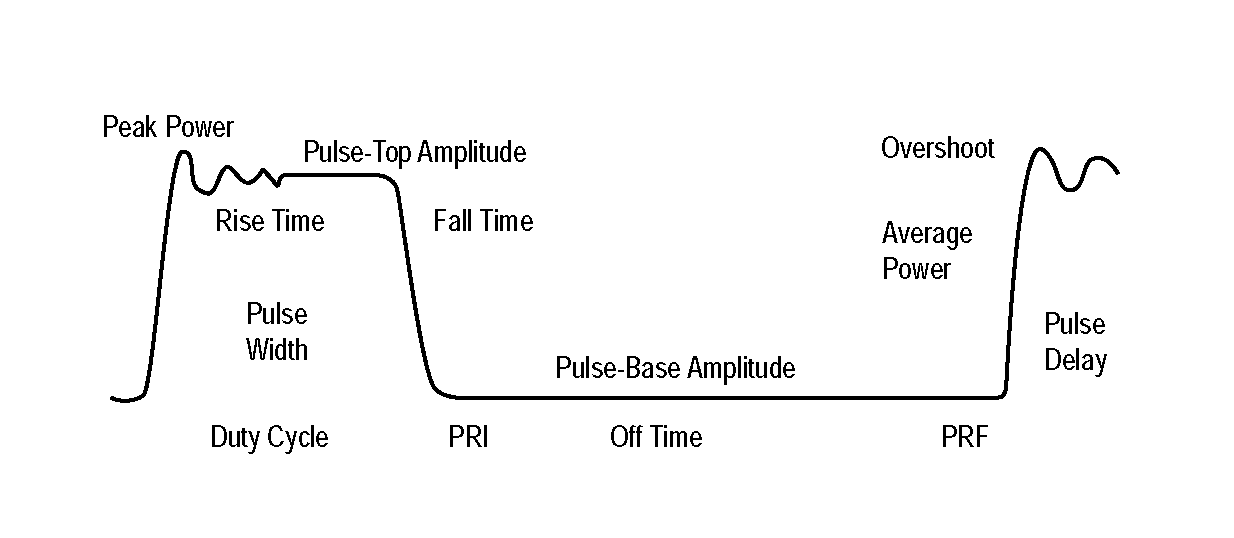 Peak Power
Pulse-Top Amplitude
Overshoot
Rise Time
Fall Time
Average
Power
Pulse
Width
Pulse
Delay
Pulse-Base Amplitude
Duty Cycle
PRI
Off Time
PRF